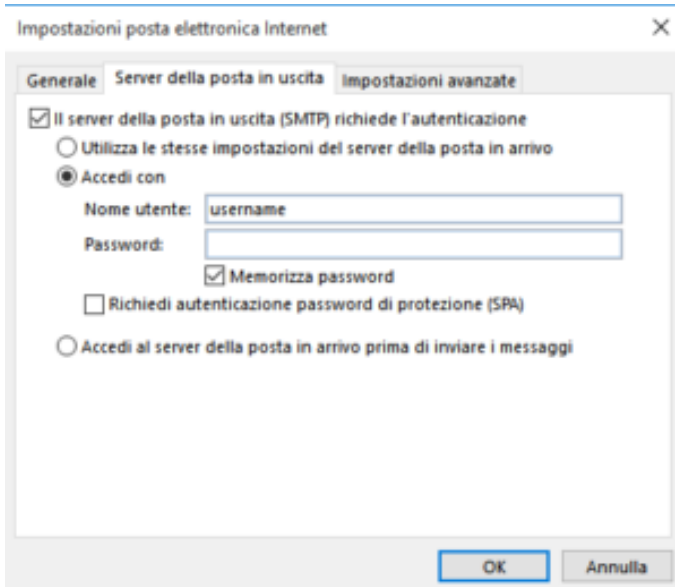 Impostazioni posta elettronica Internet
Generale Server della posta in uscita Impostazioni avanzate
Il server della posta in uscita (SMTP) richiede l'autenticazione
Utilizza le stesse impostazioni del server della posta in arrivo
Accedi con
Nome utente: username
Password:
Memorizza password
Richiedi autenticazione password di protezione (SPA)
Accedi al server della posta in arrivo prima di inviare i messaggi
OK Annulla